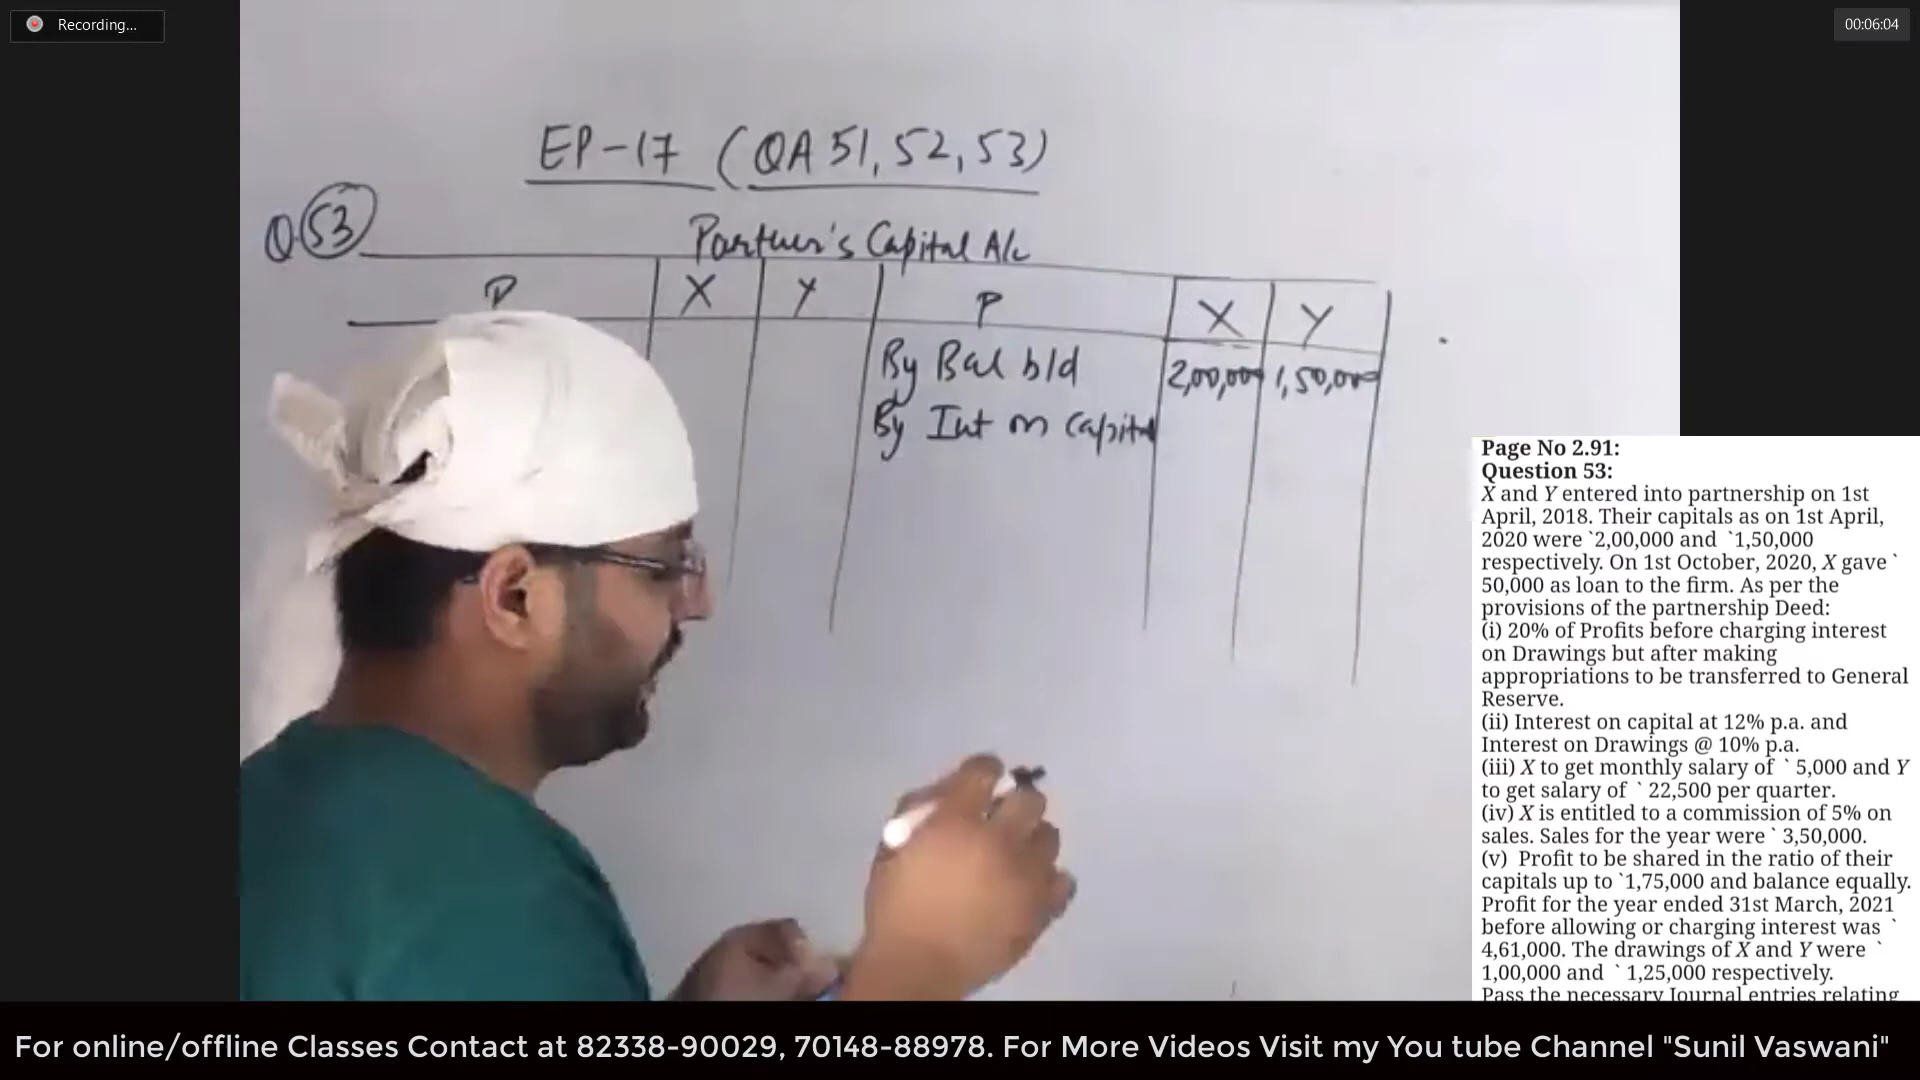 Recording...
00:06:04
EP-17 (QA 51, 52, 53)
Q 53
Partner's Capital A/c
P X Y P X Y
By Bal b/d 2,00,000 1,50,000
By Int on Capital
Page No 2.91:
Question 53:
X and Y entered into partnership on 1st
April, 2018. Their capitals as on 1st April,
2020 were `2,00,000 and `1,50,000
respectively. On 1st October, 2020, X gave `
50,000 as loan to the firm. As per the
provisions of the partnership Deed:
(i) 20% of Profits before charging interest
on Drawings but after making
appropriations to be transferred to General
Reserve.
(ii) Interest on capital at 12% p.a. and
Interest on Drawings @ 10% p.a.
(iii) X to get monthly salary of ` 5,000 and Y
to get salary of ` 22,500 per quarter.
(iv) X is entitled to a commission of 5% on
sales. Sales for the year were ` 3,50,000.
(v) Profit to be shared in the ratio of their
capitals up to `1,75,000 and balance equally.
Profit for the year ended 31st March, 2021
before allowing or charging interest was `
4,61,000. The drawings of X and Y were `
1,00,000 and ` 1,25,000 respectively.
Pass the necessary Journal entries relating
For online/offline Classes Contact at 82338-90029, 70148-88978. For More Videos Visit my You tube Channel "Sunil Vaswani"